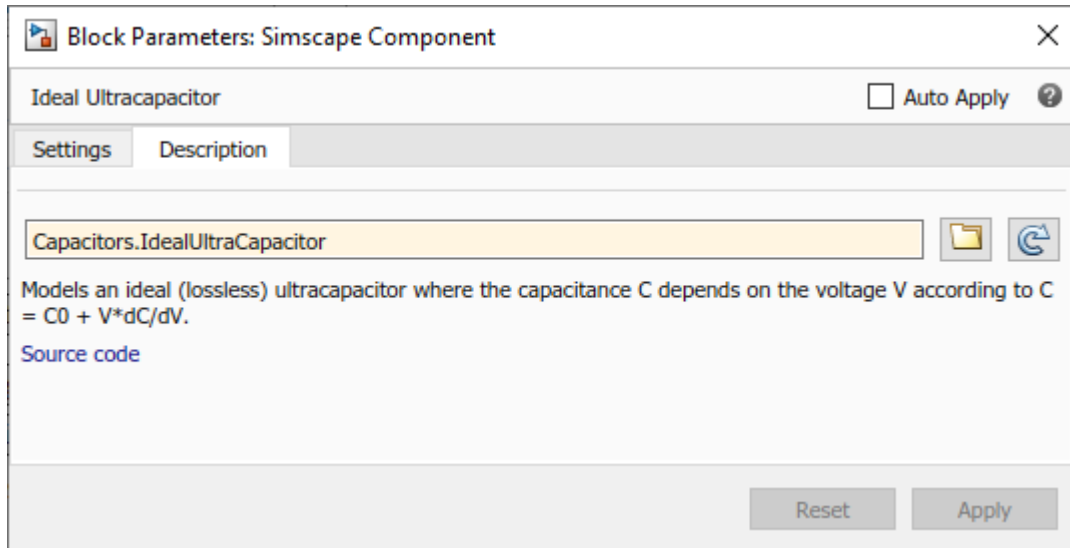 Block Parameters: Simscape Component
Ideal Ultracapacitor
Auto Apply
Settings
Description
Capacitors.IdealUltraCapacitor
Models an ideal (lossless) ultracapacitor where the capacitance C depends on the voltage V according to C
= C0 + V*dC/dV.
Source code
Reset
Apply